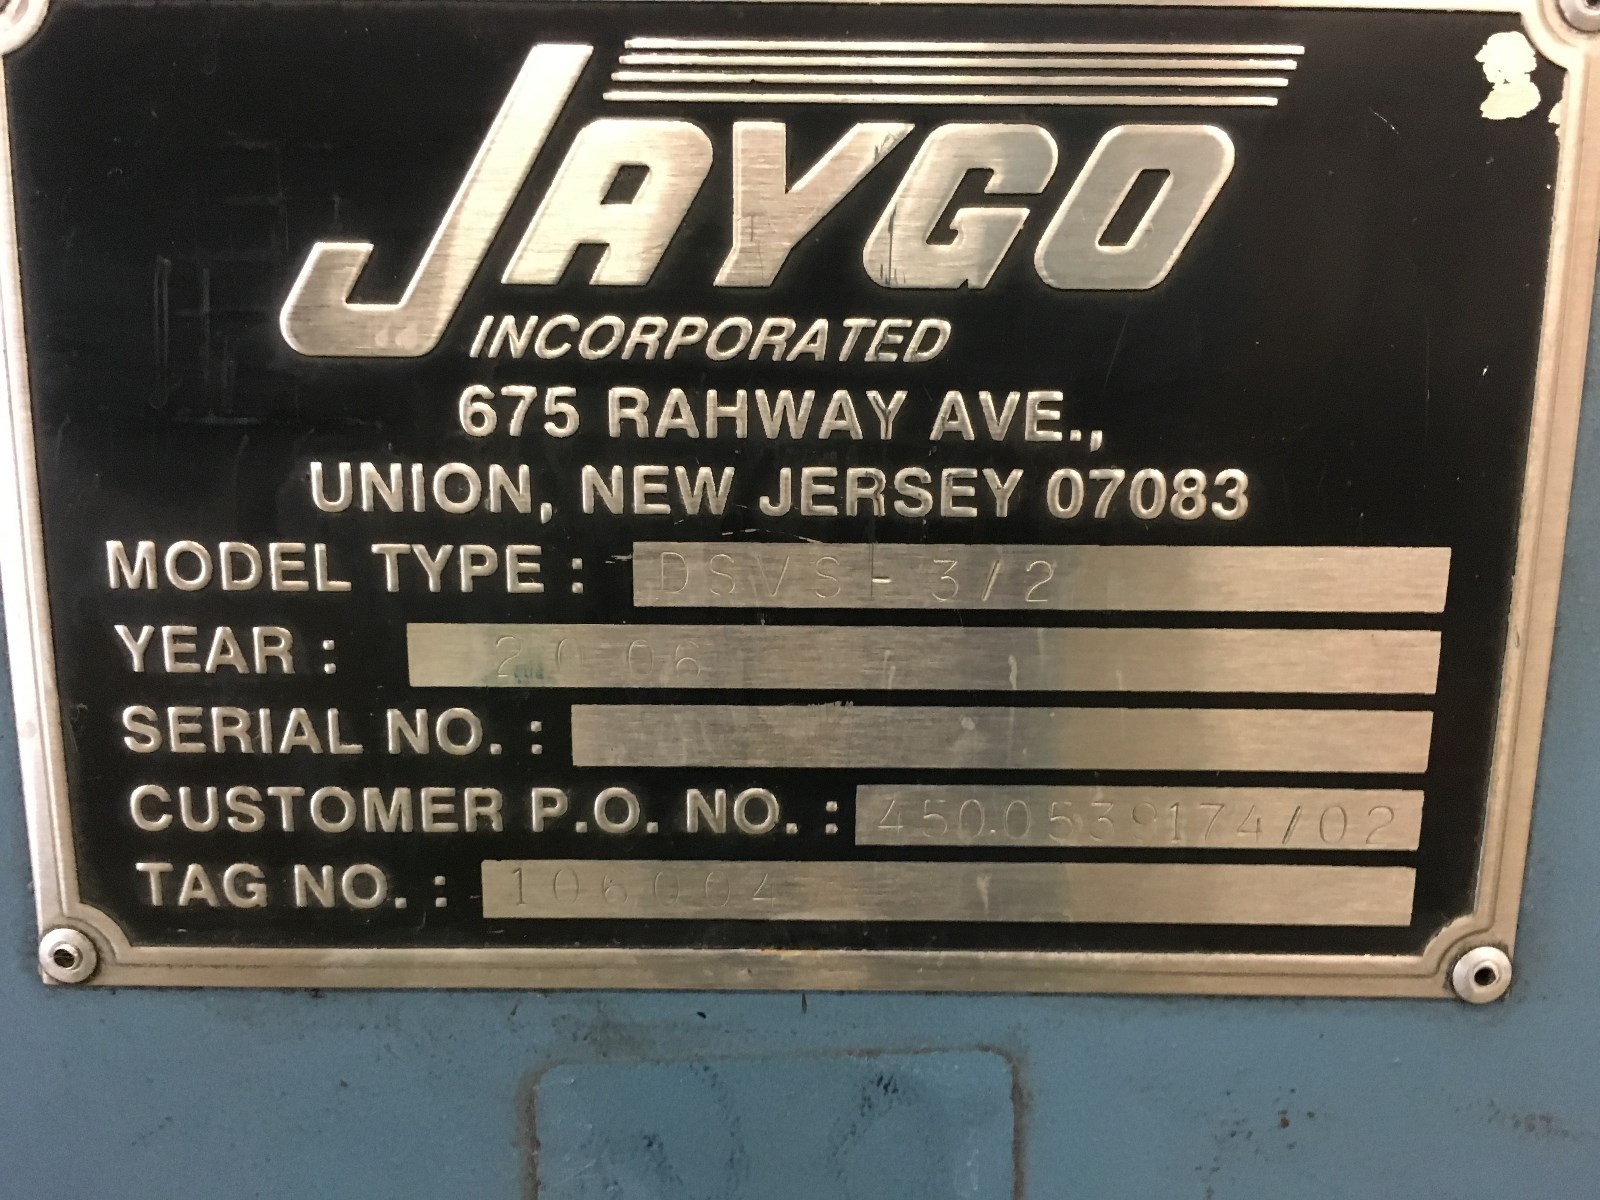 JAYGO
INCORPORATED
675 RAHWAY AVE.,
UNION, NEW JERSEY 07083
MODEL TYPE : DSVS-3/2
YEAR : 2006
SERIAL NO. :
CUSTOMER P.O. NO. : 4500539174/02
TAG NO. : 106004